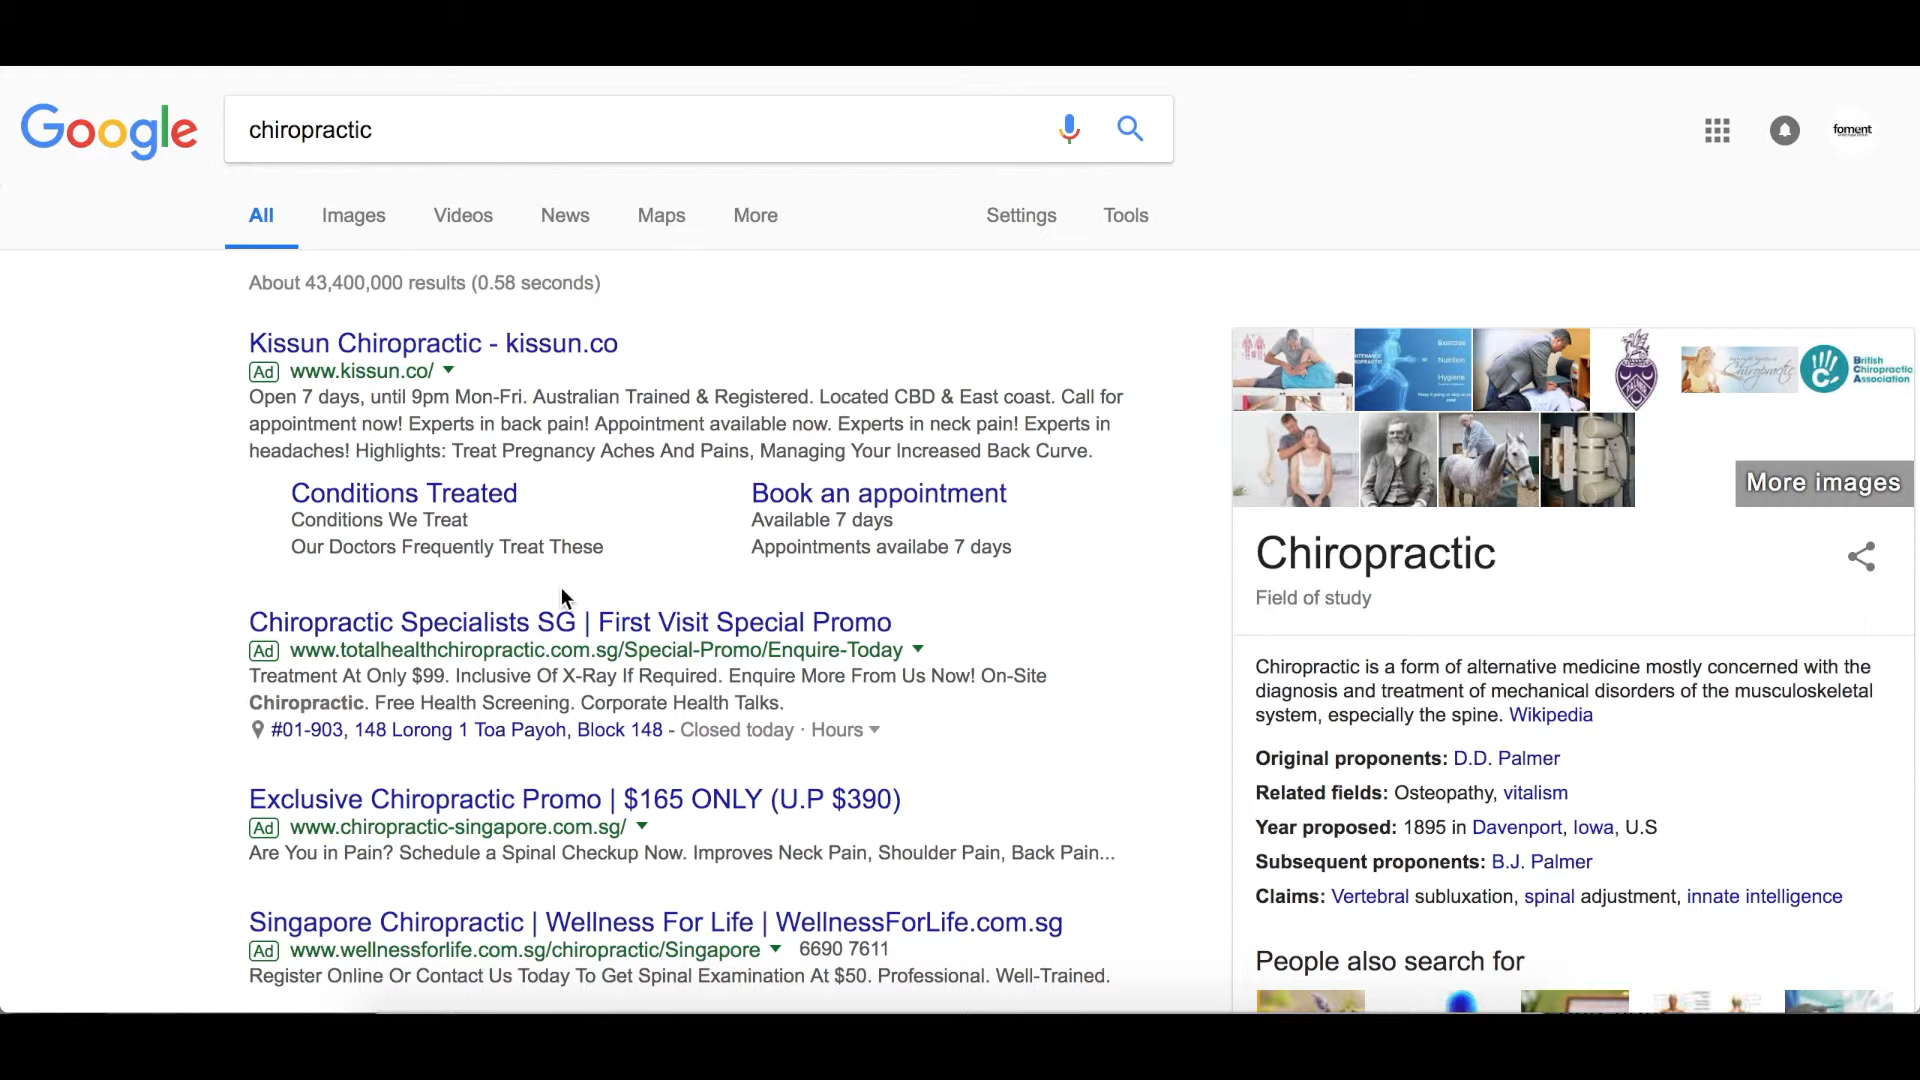 Google
chiropractic
foment
All Images Videos News Maps More Settings Tools
About 43,400,000 results (0.58 seconds)
Kissun Chiropractic - kissun.co
Ad www.kissun.co/
Open 7 days, until 9pm Mon-Fri. Australian Trained & Registered. Located CBD & East coast. Call for
appointment now! Experts in back pain! Appointment available now. Experts in neck pain! Experts in
headaches! Highlights: Treat Pregnancy Aches And Pains, Managing Your Increased Back Curve.
Conditions Treated
Conditions We Treat
Our Doctors Frequently Treat These
Book an appointment
Available 7 days
Appointments availabe 7 days
Chiropractic Specialists SG | First Visit Special Promo
Ad www.totalhealthchiropractic.com.sg/Special-Promo/Enquire-Today
Treatment At Only $99. Inclusive Of X-Ray If Required. Enquire More From Us Now! On-Site
Chiropractic. Free Health Screening. Corporate Health Talks.
#01-903, 148 Lorong 1 Toa Payoh, Block 148 - Closed today · Hours
Exclusive Chiropractic Promo | $165 ONLY (U.P $390)
Ad www.chiropractic-singapore.com.sg/
Are You in Pain? Schedule a Spinal Checkup Now. Improves Neck Pain, Shoulder Pain, Back Pain...
Singapore Chiropractic | Wellness For Life | WellnessForLife.com.sg
Ad www.wellnessforlife.com.sg/chiropractic/Singapore 6690 7611
Register Online Or Contact Us Today To Get Spinal Examination At $50. Professional. Well-Trained.
Exercise
Nutrition
Hygiene
Chiropractic
British
Chiropractic
Association
More images
Chiropractic
Field of study
Chiropractic is a form of alternative medicine mostly concerned with the
diagnosis and treatment of mechanical disorders of the musculoskeletal
system, especially the spine. Wikipedia
Original proponents: D.D. Palmer
Related fields: Osteopathy, vitalism
Year proposed: 1895 in Davenport, Iowa, U.S
Subsequent proponents: B.J. Palmer
Claims: Vertebral subluxation, spinal adjustment, innate intelligence
People also search for